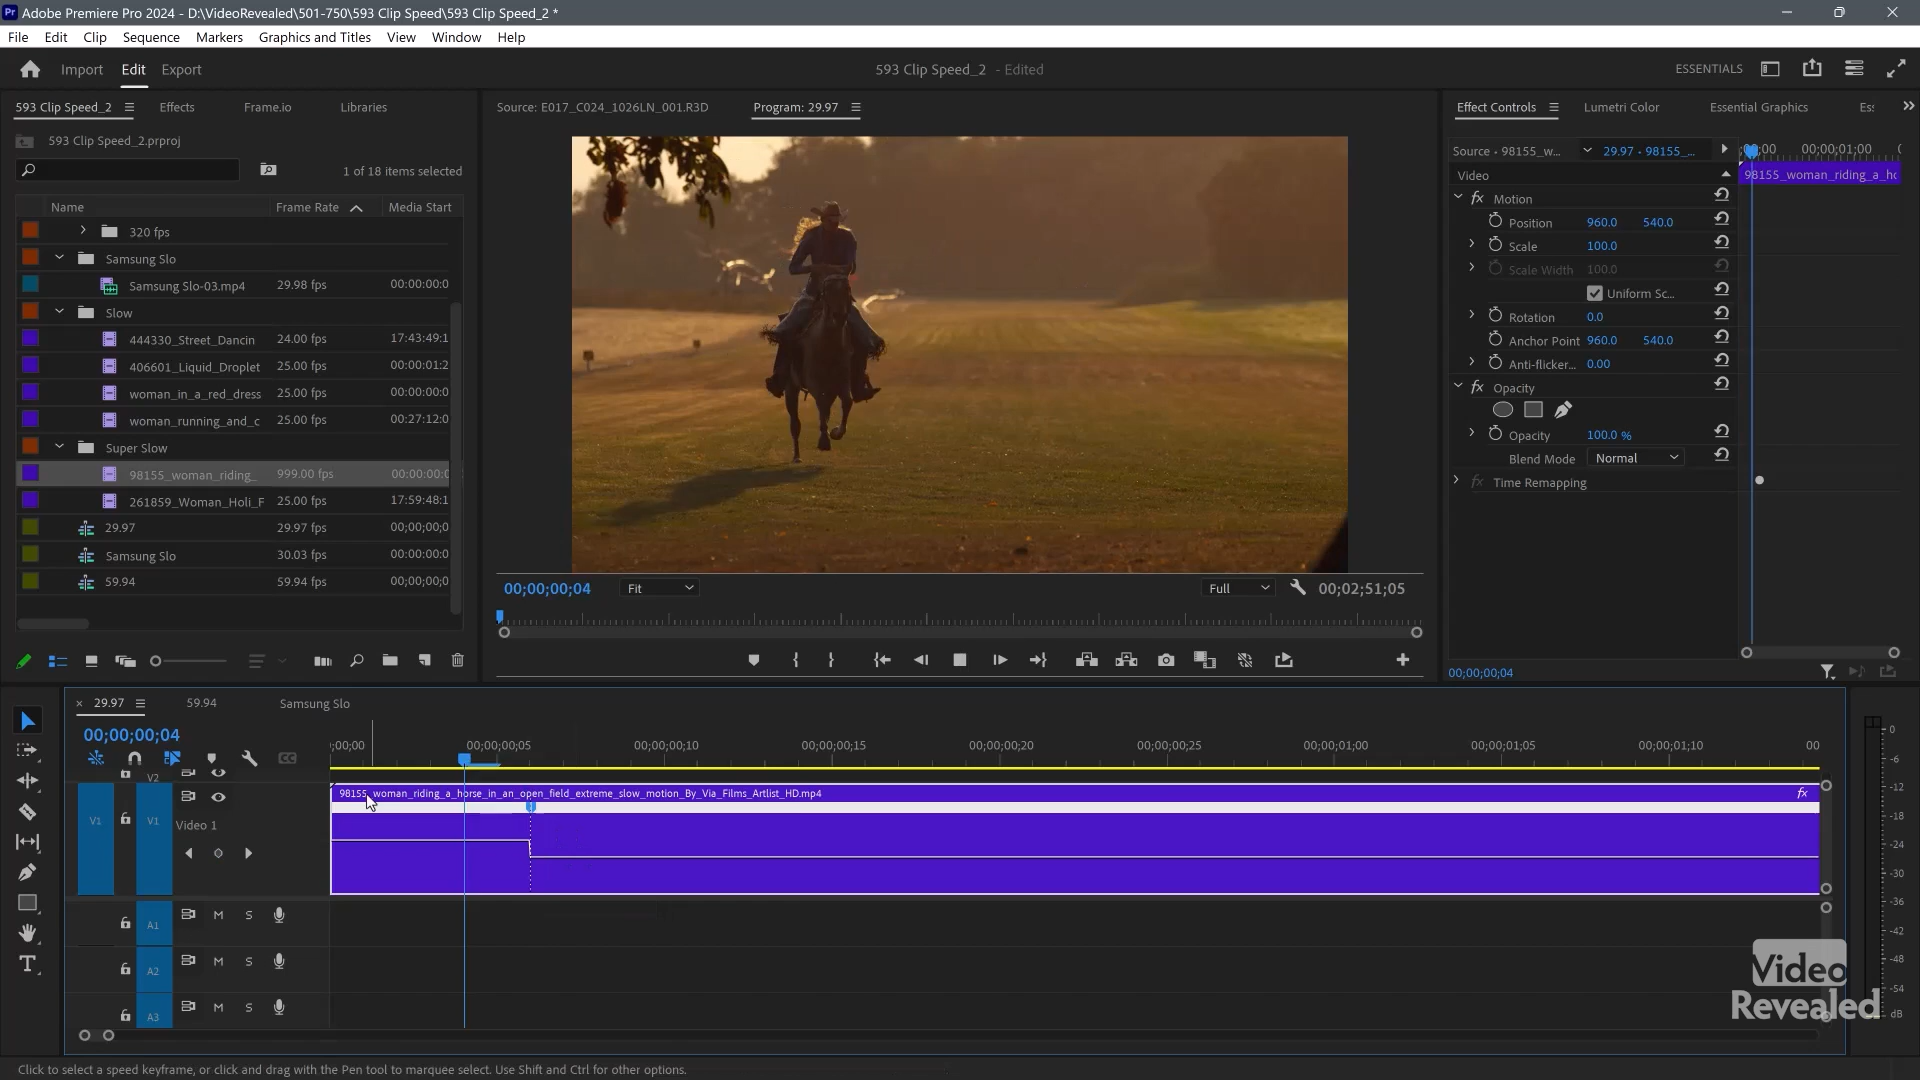 Pr Adobe Premiere Pro 2024 - D:\VideoRevealed\501-750\593 Clip Speed\593 Clip Speed_2 *
File Edit Clip Sequence Markers Graphics and Titles View Window Help
Import Edit Export
593 Clip Speed_2 - Edited
ESSENTIALS
593 Clip Speed_2 Effects Frame.io Libraries
593 Clip Speed_2.prproj
1 of 18 items selected
Name Frame Rate Media Start
320 fps
Samsung Slo
Samsung Slo-03.mp4 29.98 fps 00:00:00:0
Slow
444330_Street_Dancin 24.00 fps 17:43:49:1
406601_Liquid_Droplet 25.00 fps 00:00:01:2
woman_in_a_red_dress 25.00 fps 00:00:00:0
woman_running_and_c 25.00 fps 00:27:12:0
Super Slow
98155_woman_riding_ 999.00 fps 00:00:00:0
261859_Woman_Holi_F 25.00 fps 17:59:48:1
29.97 29.97 fps 00;00;00;0
Samsung Slo 30.03 fps 00:00:00:0
59.94 59.94 fps 00;00;00;0
Source: E017_C024_1026LN_001.R3D Program: 29.97
00;00;00;04 Fit Full 00;02;51;05
Effect Controls Lumetri Color Essential Graphics Ess
Source • 98155_w... 29.97 • 98155_... ;00;00 00;00;01;00
Video 98155_woman_riding_a_ho
fx Motion
Position 960.0 540.0
Scale 100.0
Scale Width 100.0
Uniform Sc...
Rotation 0.0
Anchor Point 960.0 540.0
Anti-flicker... 0.00
fx Opacity
Opacity 100.0 %
Blend Mode Normal
fx Time Remapping
00;00;00;04
29.97 59.94 Samsung Slo
00;00;00;04
;00;00 00;00;00;05 00;00;00;10 00;00;00;15 00;00;00;20 00;00;00;25 00;00;01;00 00;00;01;05 00;00;01;10 00
CC
V2
98155_woman_riding_a_horse_in_an_open_field_extreme_slow_motion_By_Via_Films_Artlist_HD.mp4 fx
V1 V1 Video 1
A1 M S
A2 M S
A3 M S
T
0
-6
-12
-18
-24
-30
-36
-42
-48
-54
dB
Video
Revealed
Click to select a speed keyframe, or click and drag with the Pen tool to marquee select. Use Shift and Ctrl for other options.